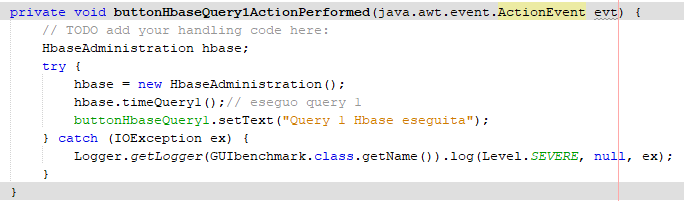 private void buttonHbaseQuery1ActionPerformed(java.awt.event.ActionEvent evt) {
// TODO add your handling code here:
HbaseAdministration hbase;
try {
hbase = new HbaseAdministration();
hbase.timeQuery1();// eseguo query 1
buttonHbaseQuery1.setText("Query 1 Hbase eseguita");
} catch (IOException ex) {
Logger.getLogger(GUIbenchmark.class.getName()).log(Level.SEVERE, null, ex);
}
}